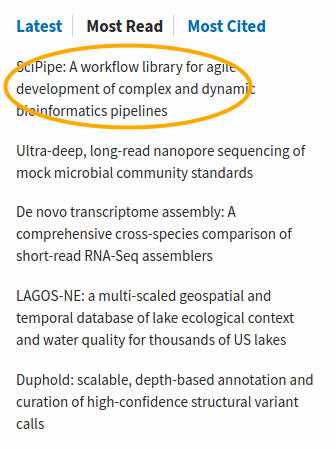 Latest Most Read Most Cited
SciPipe: A workflow library for agile
development of complex and dynamic
bioinformatics pipelines
Ultra-deep, long-read nanopore sequencing of
mock microbial community standards
De novo transcriptome assembly: A
comprehensive cross-species comparison of
short-read RNA-Seq assemblers
LAGOS-NE: a multi-scaled geospatial and
temporal database of lake ecological context
and water quality for thousands of US lakes
Duphold: scalable, depth-based annotation and
curation of high-confidence structural variant
calls